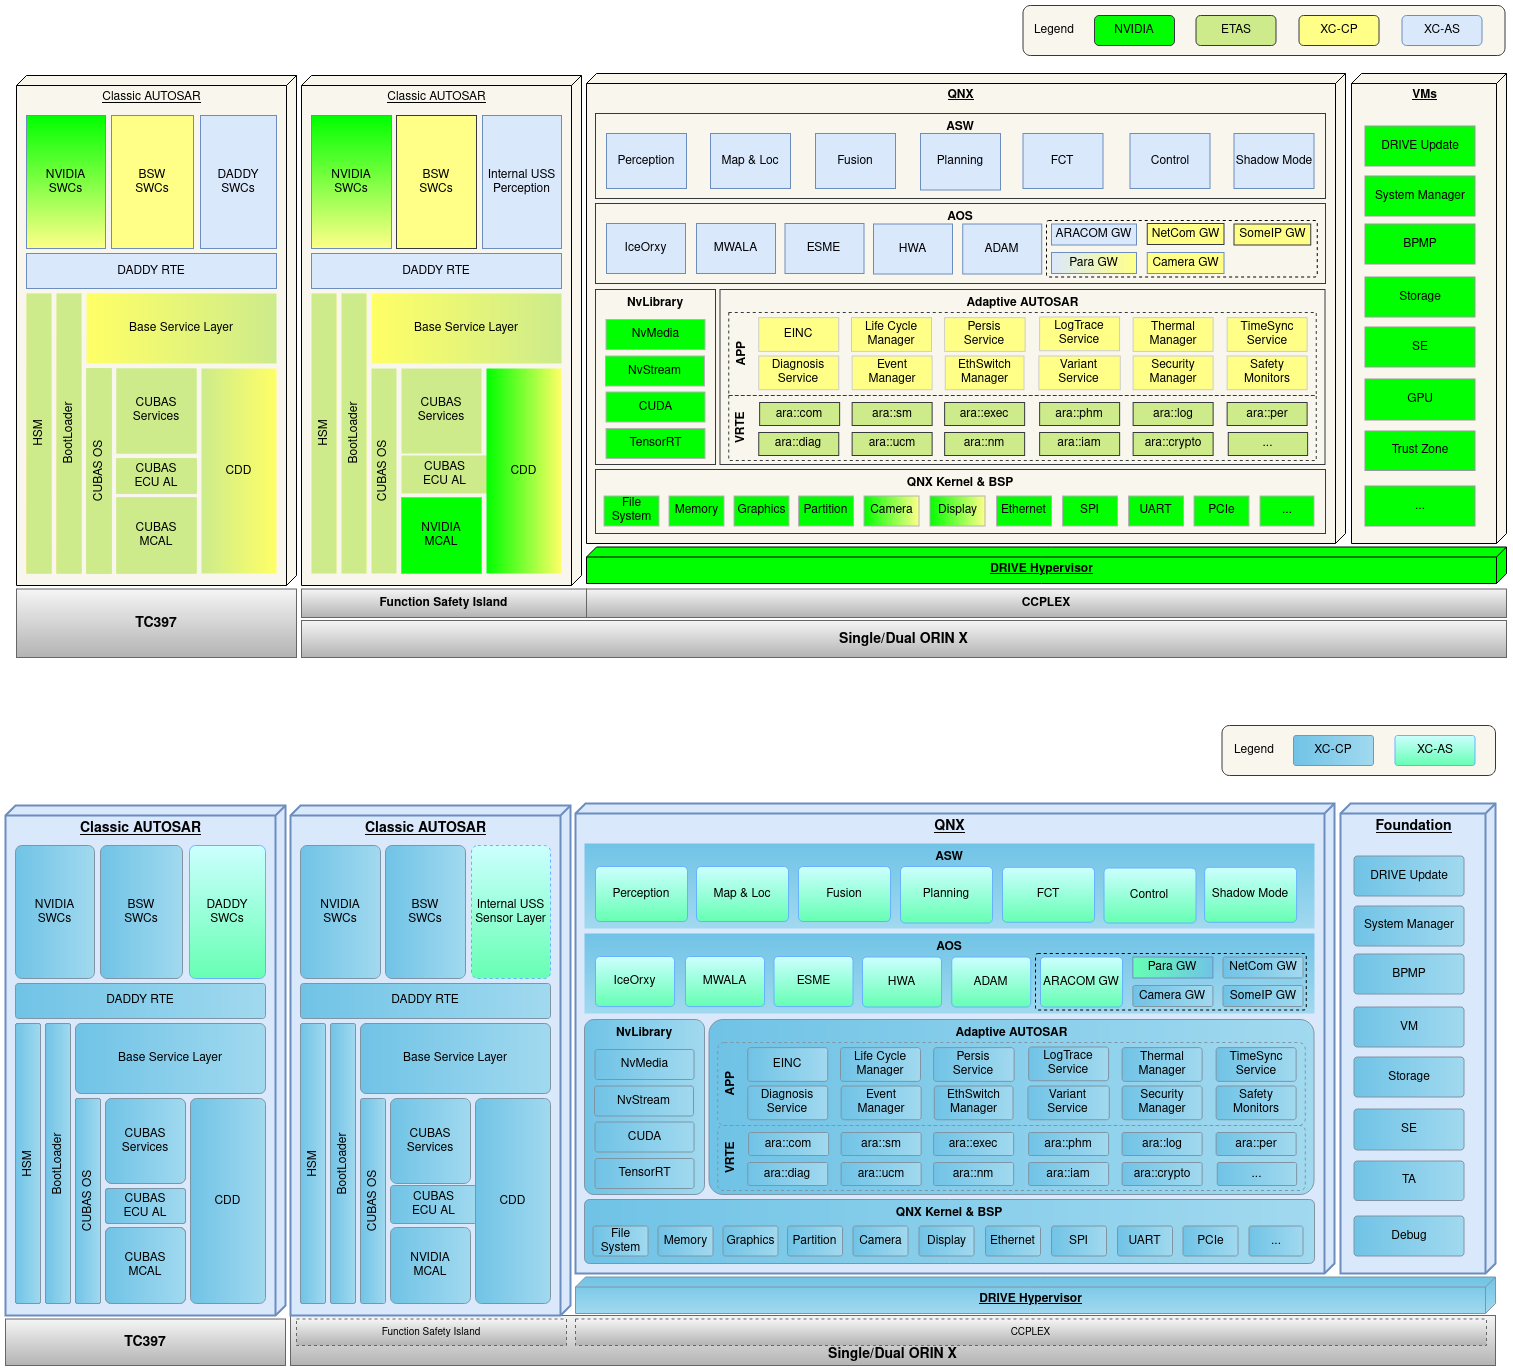 Legend
NVIDIA
ETAS
XC-CP
XC-AS
Classic AUTOSAR
NVIDIA
SWCs
BSW
SWCs
DADDY
SWCs
DADDY RTE
HSM
BootLoader
Base Service Layer
CUBAS OS
CUBAS
Services
CUBAS
ECU AL
CUBAS
MCAL
CDD
TC397
Classic AUTOSAR
NVIDIA
SWCs
BSW
SWCs
Internal USS
Perception
DADDY RTE
HSM
BootLoader
Base Service Layer
CUBAS OS
CUBAS
Services
CUBAS
ECU AL
NVIDIA
MCAL
CDD
QNX
ASW
Perception
Map & Loc
Fusion
Planning
FCT
Control
Shadow Mode
AOS
IceOrxy
MWALA
ESME
HWA
ADAM
ARACOM GW
NetCom GW
SomeIP GW
Para GW
Camera GW
NvLibrary
NvMedia
NvStream
CUDA
TensorRT
Adaptive AUTOSAR
APP
EINC
Life Cycle
Manager
Persis
Service
LogTrace
Service
Thermal
Manager
TimeSync
Service
Diagnosis
Service
Event
Manager
EthSwitch
Manager
Variant
Service
Security
Manager
Safety
Monitors
VRTE
ara::com
ara::sm
ara::exec
ara::phm
ara::log
ara::per
ara::diag
ara::ucm
ara::nm
ara::iam
ara::crypto
...
QNX Kernel & BSP
File
System
Memory
Graphics
Partition
Camera
Display
Ethernet
SPI
UART
PCIe
...
VMs
DRIVE Update
System Manager
BPMP
Storage
SE
GPU
Trust Zone
...
DRIVE Hypervisor
Function Safety Island
CCPLEX
Single/Dual ORIN X
Legend
XC-CP
XC-AS
Classic AUTOSAR
NVIDIA
SWCs
BSW
SWCs
DADDY
SWCs
DADDY RTE
HSM
BootLoader
Base Service Layer
CUBAS OS
CUBAS
Services
CUBAS
ECU AL
CUBAS
MCAL
CDD
TC397
Classic AUTOSAR
NVIDIA
SWCs
BSW
SWCs
Internal USS
Sensor Layer
DADDY RTE
HSM
BootLoader
Base Service Layer
CUBAS OS
CUBAS
Services
CUBAS
ECU AL
NVIDIA
MCAL
CDD
QNX
ASW
Perception
Map & Loc
Fusion
Planning
FCT
Control
Shadow Mode
AOS
IceOrxy
MWALA
ESME
HWA
ADAM
ARACOM GW
Para GW
NetCom GW
Camera GW
SomeIP GW
NvLibrary
NvMedia
NvStream
CUDA
TensorRT
Adaptive AUTOSAR
APP
EINC
Life Cycle
Manager
Persis
Service
LogTrace
Service
Thermal
Manager
TimeSync
Service
Diagnosis
Service
Event
Manager
EthSwitch
Manager
Variant
Service
Security
Manager
Safety
Monitors
VRTE
ara::com
ara::sm
ara::exec
ara::phm
ara::log
ara::per
ara::diag
ara::ucm
ara::nm
ara::iam
ara::crypto
...
QNX Kernel & BSP
File
System
Memory
Graphics
Partition
Camera
Display
Ethernet
SPI
UART
PCIe
...
Foundation
DRIVE Update
System Manager
BPMP
VM
Storage
SE
TA
Debug
DRIVE Hypervisor
Function Safety Island
CCPLEX
Single/Dual ORIN X